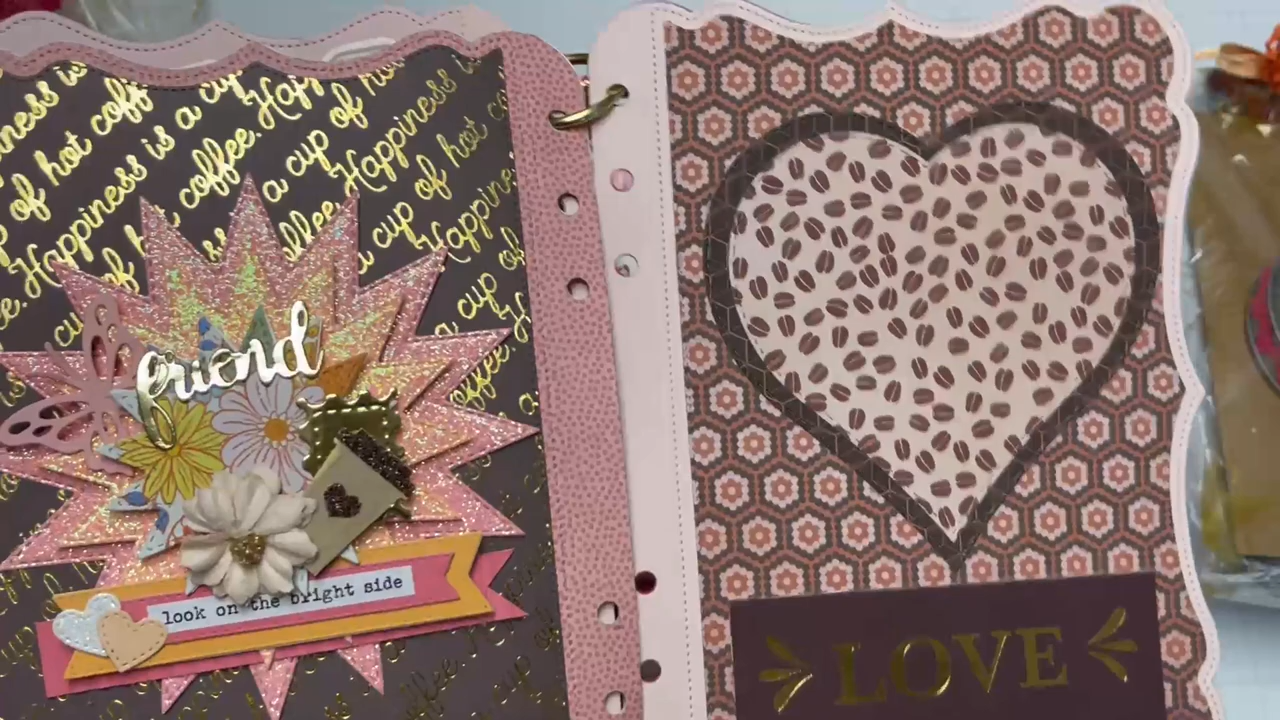 Happiness is a cup of hot coffee.
friend
look on the bright side
LOVE